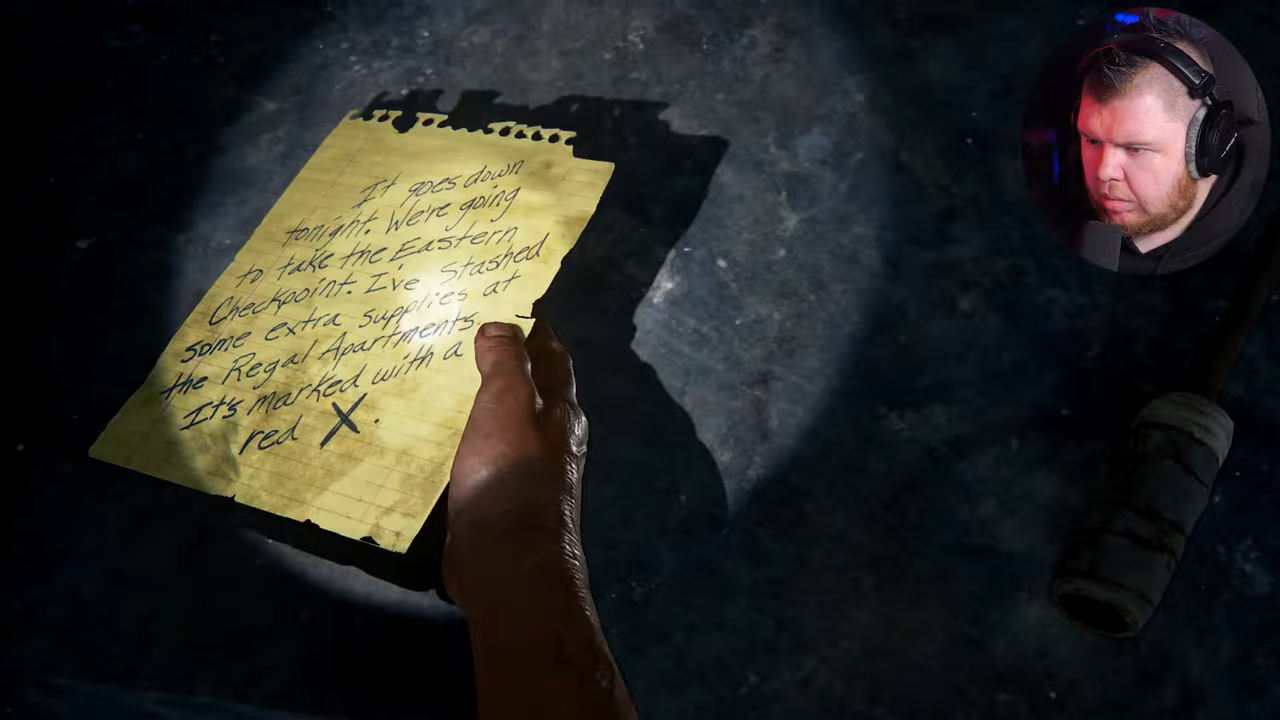 It goes down
tonight. We're going
to take the Eastern
Checkpoint. I've Stashed
some extra supplies at
the Regal Apartments.
It's marked with a
red X.